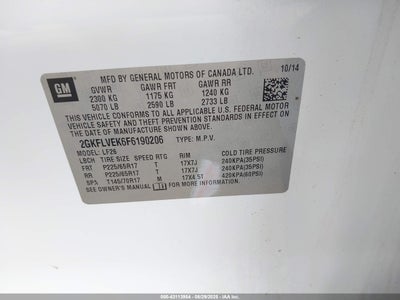 GM
MFD BY GENERAL MOTORS OF CANADA LTD.
10/14
GVWR GAWR FRT GAWR RR
2300 KG 1175 KG 1240 KG
5070 LB 2590 LB 2733 LB
THIS VEHICLE CONFORMS TO ALL APPLICABLE U.S. FEDERAL MOTOR
VEHICLE SAFETY, BUMPER, AND THEFT PREVENTION STANDARDS IN
EFFECT ON THE DATE OF MANUFACTURE SHOWN ABOVE.
2GKFLVEK6F6190206 TYPE: M.P.V.
MODEL: LF26
LBCH TIRE SIZE SPEED RTG RIM COLD TIRE PRESSURE
FRT P225/65R17 T 17X7J 240KPA(35PSI)
RR P225/65R17 T 17X7J 240KPA(35PSI)
SPA T145/70R17 M 17X4.5T 420KPA(60PSI)
SEE OWNER'S MANUAL FOR ADDITIONAL INFORMATION.